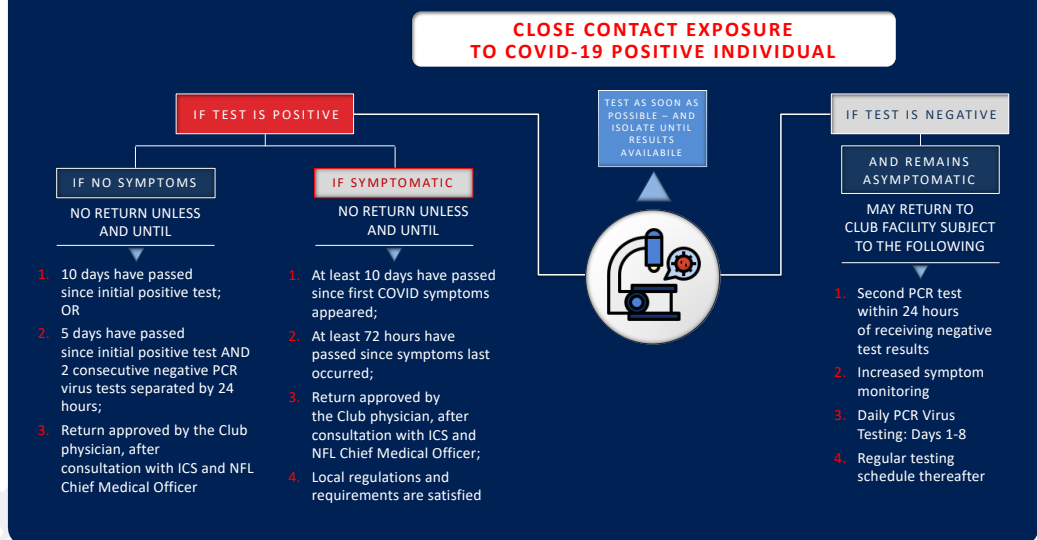 CLOSE CONTACT EXPOSURE
TO COVID-19 POSITIVE INDIVIDUAL
IF TEST IS POSITIVE
IF NO SYMPTOMS
NO RETURN UNLESS
AND UNTIL
1. 10 days have passed
since initial positive test;
OR
2. 5 days have passed
since initial positive test AND
2 consecutive negative PCR
virus tests separated by 24
hours;
3. Return approved by the Club
physician, after
consultation with ICS and NFL
Chief Medical Officer
IF SYMPTOMATIC
NO RETURN UNLESS
AND UNTIL
1. At least 10 days have passed
since first COVID symptoms
appeared;
2. At least 72 hours have
passed since symptoms last
occurred;
3. Return approved by
the Club physician, after
consultation with ICS and
NFL Chief Medical Officer;
4. Local regulations and
requirements are satisfied
TEST AS SOON AS
POSSIBLE – AND
ISOLATE UNTIL
RESULTS
AVAILABILE
IF TEST IS NEGATIVE
AND REMAINS
ASYMPTOMATIC
MAY RETURN TO
CLUB FACILITY SUBJECT
TO THE FOLLOWING
1. Second PCR test
within 24 hours
of receiving negative
test results
2. Increased symptom
monitoring
3. Daily PCR Virus
Testing: Days 1-8
4. Regular testing
schedule thereafter